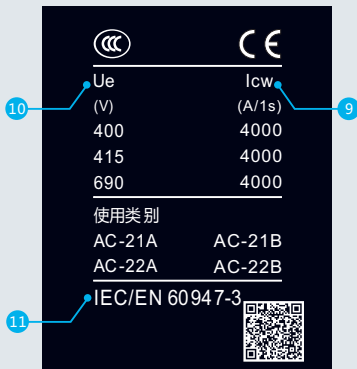 CCC CE
Ue Icw
10 9
(V) (A/1s)
400 4000
415 4000
690 4000
使用类别
AC-21A AC-21B
AC-22A AC-22B
11 IEC/EN 60947-3